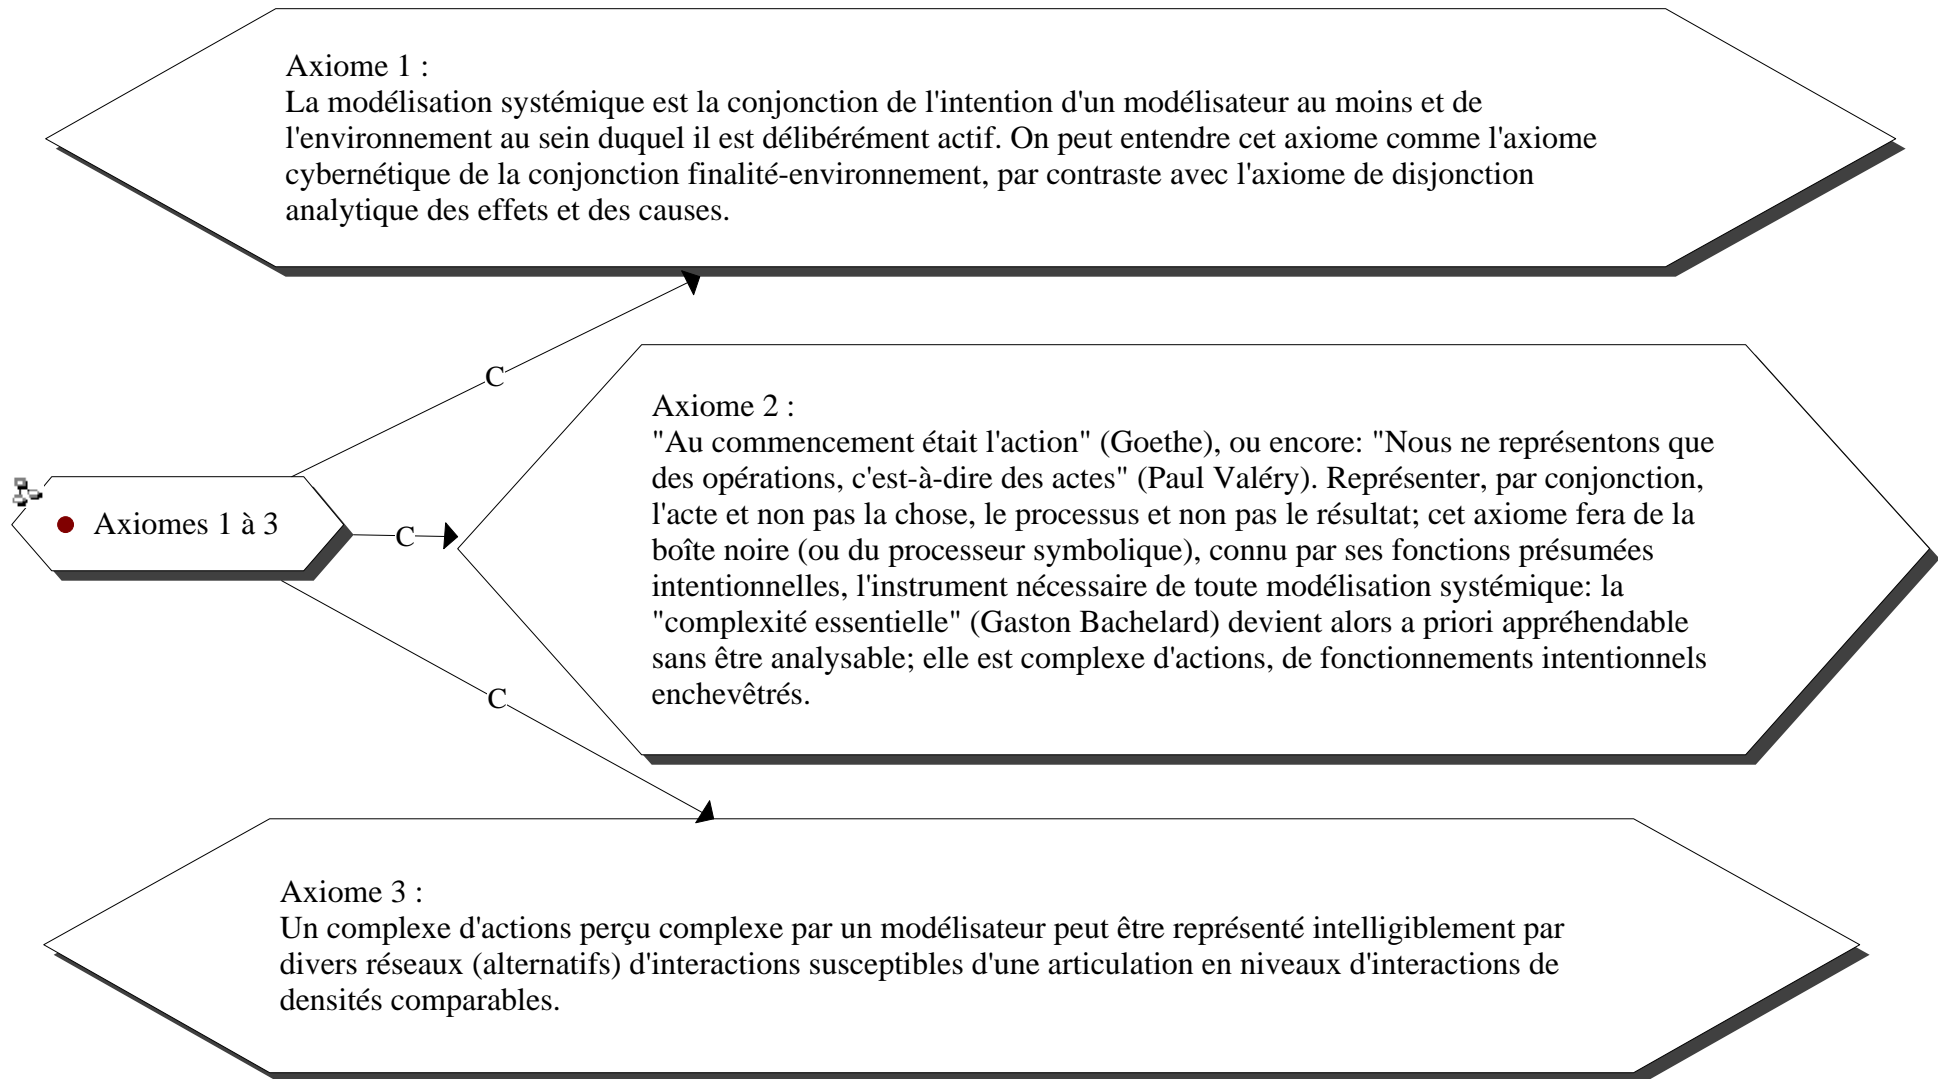 Axiome 1 :
La modélisation systémique est la conjonction de l'intention d'un modélisateur au moins et de
l'environnement au sein duquel il est délibérément actif. On peut entendre cet axiome comme l'axiome
cybernétique de la conjonction finalité-environnement, par contraste avec l'axiome de disjonction
analytique des effets et des causes.
C
Axiome 2 :
"Au commencement était l'action" (Goethe), ou encore: "Nous ne représentons que
des opérations, c'est-à-dire des actes" (Paul Valéry). Représenter, par conjonction,
l'acte et non pas la chose, le processus et non pas le résultat; cet axiome fera de la
boîte noire (ou du processeur symbolique), connu par ses fonctions présumées
intentionnelles, l'instrument nécessaire de toute modélisation systémique: la
"complexité essentielle" (Gaston Bachelard) devient alors a priori appréhendable
sans être analysable; elle est complexe d'actions, de fonctionnements intentionnels
enchevêtrés.
Axiomes 1 à 3
C
C
Axiome 3 :
Un complexe d'actions perçu complexe par un modélisateur peut être représenté intelligiblement par
divers réseaux (alternatifs) d'interactions susceptibles d'une articulation en niveaux d'interactions de
densités comparables.